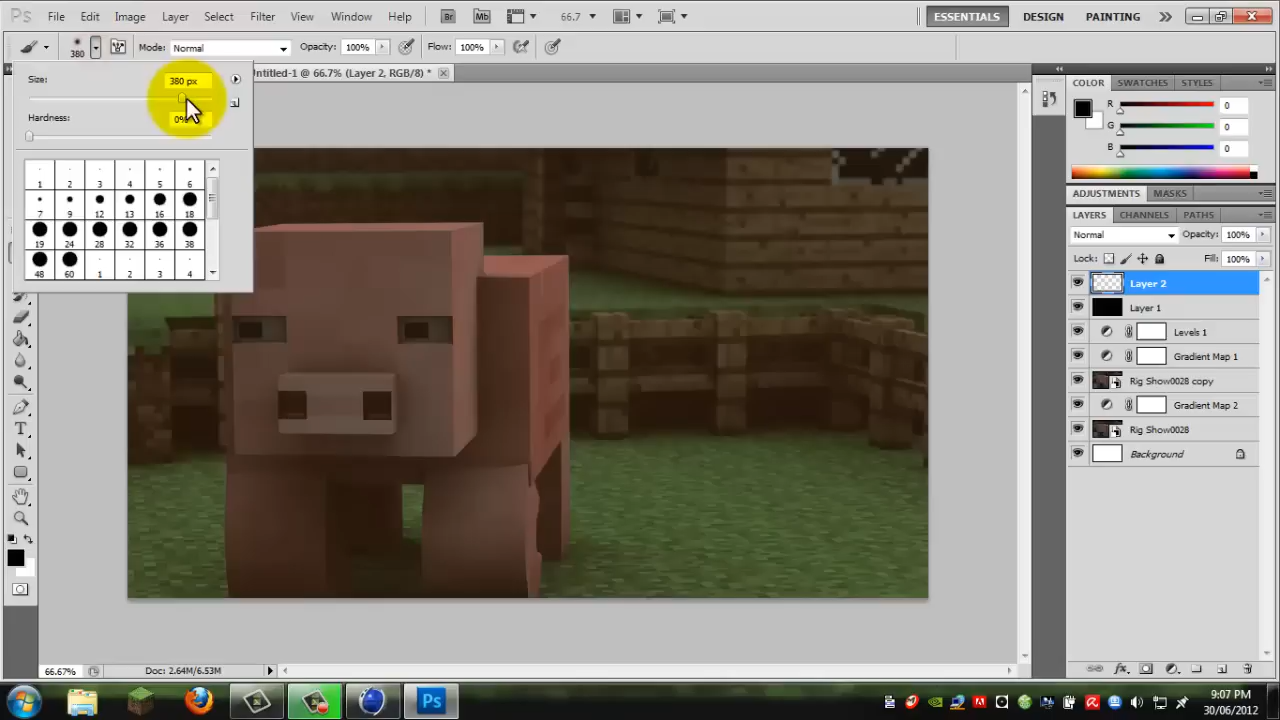 Ps File Edit Image Layer Select Filter View Window Help Br Mb 66.7 ESSENTIALS DESIGN PAINTING
380 Mode: Normal Opacity: 100% Flow: 100%
Untitled-1 @ 66.7% (Layer 2, RGB/8) *
Size: 380 px
Hardness: 0%
1 2 3 4 5 6
7 9 12 13 16 18
19 24 28 32 36 38
48 60 1 2 3 4
COLOR SWATCHES STYLES
R 0
G 0
B 0
ADJUSTMENTS MASKS
LAYERS CHANNELS PATHS
Normal Opacity: 100%
Lock: Fill: 100%
Layer 2
Layer 1
Levels 1
Gradient Map 1
Rig Show0028 copy
Gradient Map 2
Rig Show0028
Background
66.67% Doc: 2.64M/6.53M
Ps
9:07 PM
30/06/2012